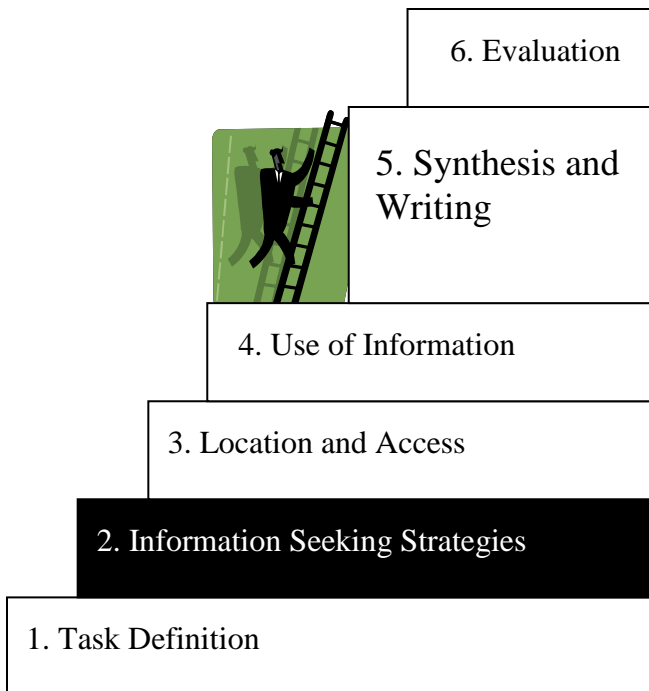 6. Evaluation
5. Synthesis and
Writing
4. Use of Information
3. Location and Access
2. Information Seeking Strategies
1. Task Definition